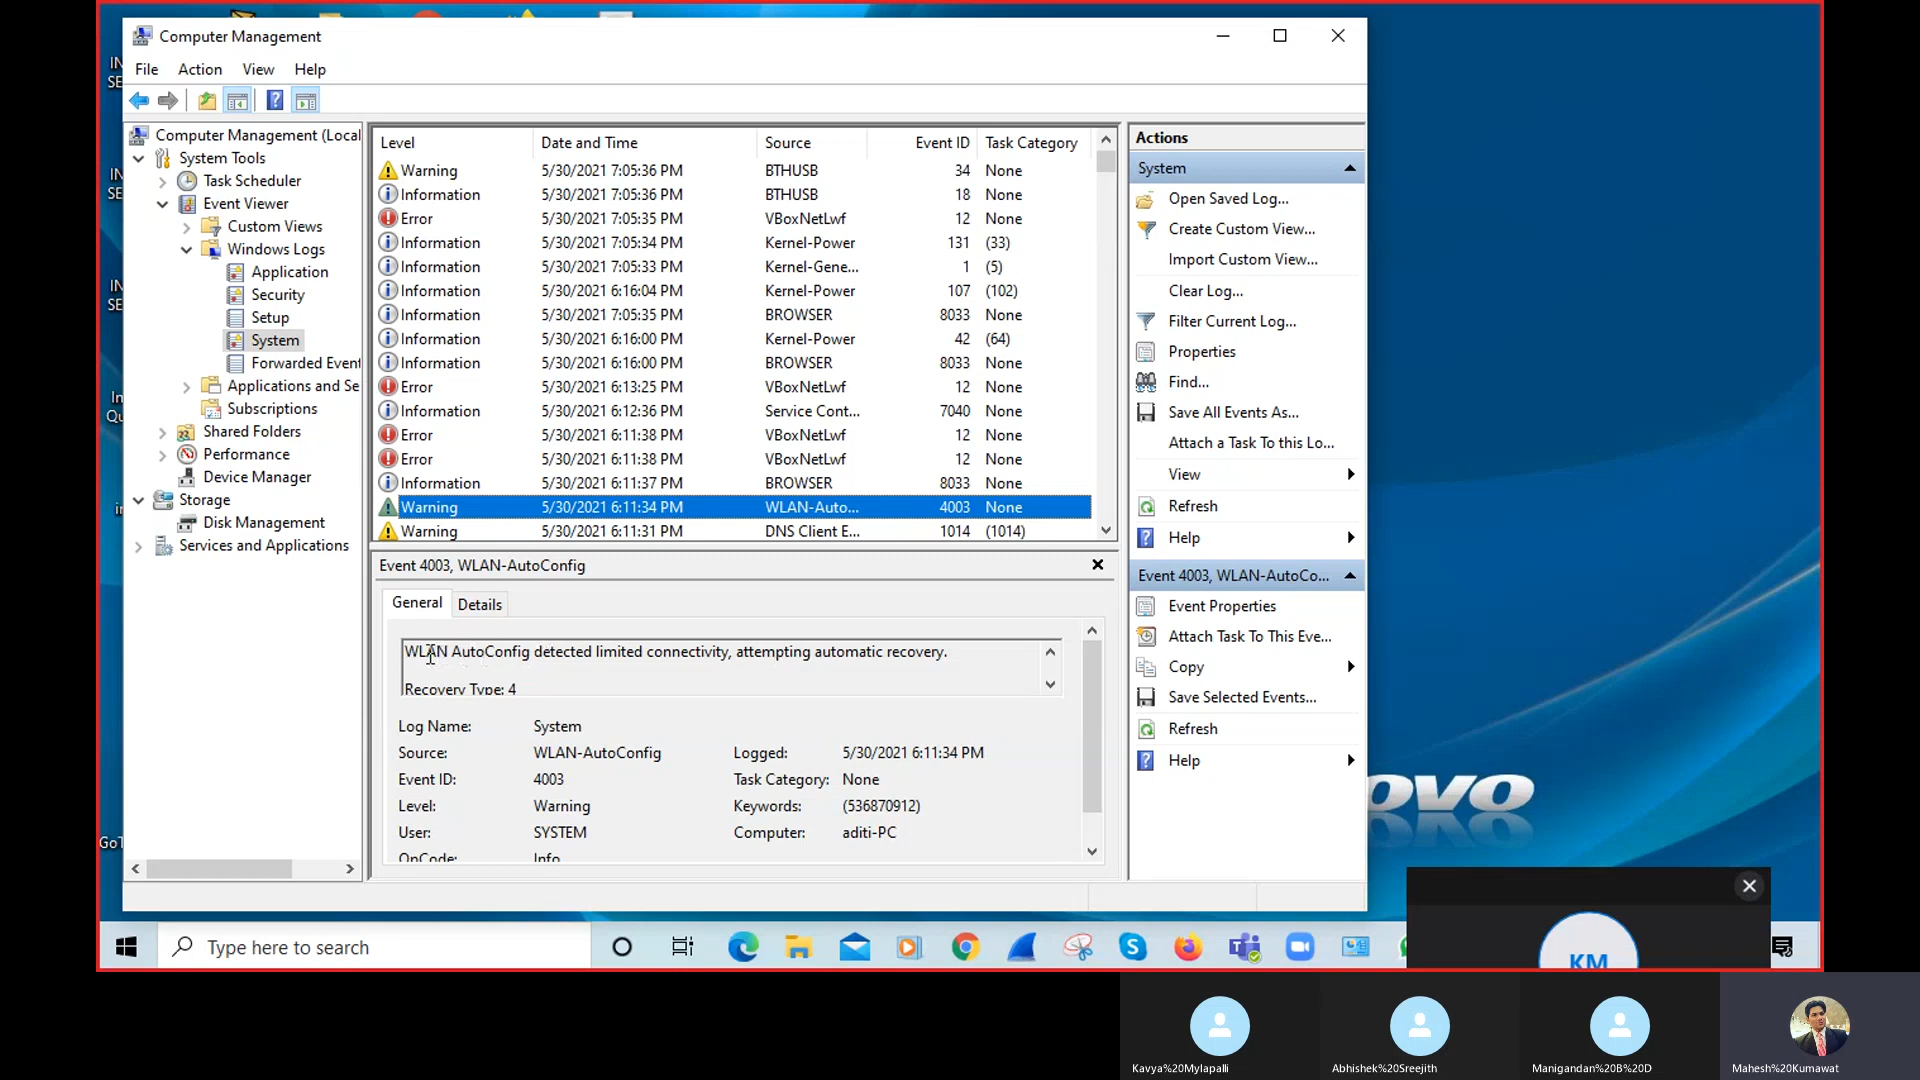 Computer Management
File Action View Help
Computer Management (Local
System Tools
Task Scheduler
Event Viewer
Custom Views
Windows Logs
Application
Security
Setup
System
Forwarded Event
Applications and Se
Subscriptions
Shared Folders
Performance
Device Manager
Storage
Disk Management
Services and Applications
Level Date and Time Source Event ID Task Category
Warning 5/30/2021 7:05:36 PM BTHUSB 34 None
Information 5/30/2021 7:05:36 PM BTHUSB 18 None
Error 5/30/2021 7:05:35 PM VBoxNetLwf 12 None
Information 5/30/2021 7:05:34 PM Kernel-Power 131 (33)
Information 5/30/2021 7:05:33 PM Kernel-Gene... 1 (5)
Information 5/30/2021 6:16:04 PM Kernel-Power 107 (102)
Information 5/30/2021 7:05:35 PM BROWSER 8033 None
Information 5/30/2021 6:16:00 PM Kernel-Power 42 (64)
Information 5/30/2021 6:16:00 PM BROWSER 8033 None
Error 5/30/2021 6:13:25 PM VBoxNetLwf 12 None
Information 5/30/2021 6:12:36 PM Service Cont... 7040 None
Error 5/30/2021 6:11:38 PM VBoxNetLwf 12 None
Error 5/30/2021 6:11:38 PM VBoxNetLwf 12 None
Information 5/30/2021 6:11:37 PM BROWSER 8033 None
Warning 5/30/2021 6:11:34 PM WLAN-Auto... 4003 None
Warning 5/30/2021 6:11:31 PM DNS Client E... 1014 (1014)
Event 4003, WLAN-AutoConfig
General Details
WLAN AutoConfig detected limited connectivity, attempting automatic recovery.
Recovery Type: 4
Log Name: System
Source: WLAN-AutoConfig Logged: 5/30/2021 6:11:34 PM
Event ID: 4003 Task Category: None
Level: Warning Keywords: (536870912)
User: SYSTEM Computer: aditi-PC
OpCode: Info
Actions
System
Open Saved Log...
Create Custom View...
Import Custom View...
Clear Log...
Filter Current Log...
Properties
Find...
Save All Events As...
Attach a Task To this Lo...
View
Refresh
Help
Event 4003, WLAN-AutoCo...
Event Properties
Attach Task To This Eve...
Copy
Save Selected Events...
Refresh
Help
ovo
KM
Type here to search
Kavya%20Mylapalli
Abhishek%20Sreejith
Manigandan%20B%20D
Mahesh%20Kumawat